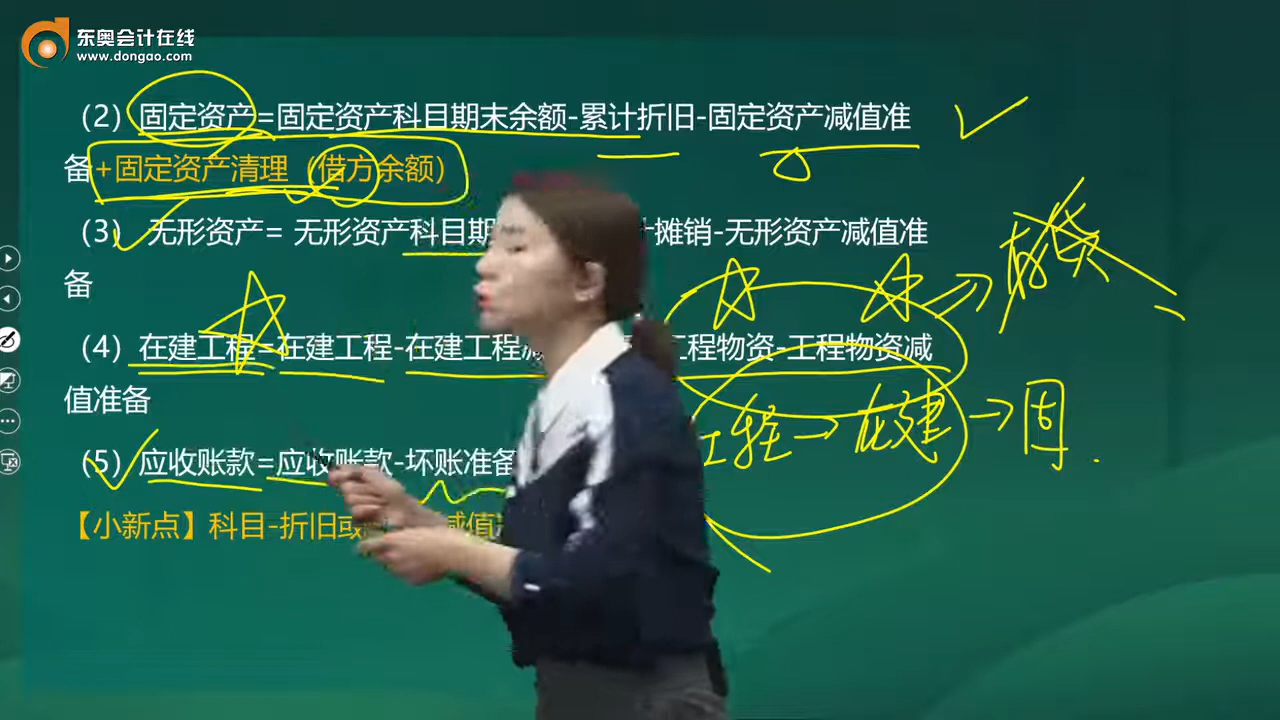 东奥会计在线
www.dongao.com
（2）固定资产=固定资产科目期末余额-累计折旧-固定资产减值准
备+固定资产清理（借方余额）
（3）无形资产= 无形资产科目期 摊销-无形资产减值准
备
存货
（4）在建工程=在建工程-在建工程减 工程物资-工程物资减
值准备
工程→在建→固
（5）应收账款=应收账款-坏账准备
【小新点】科目-折旧或 减值